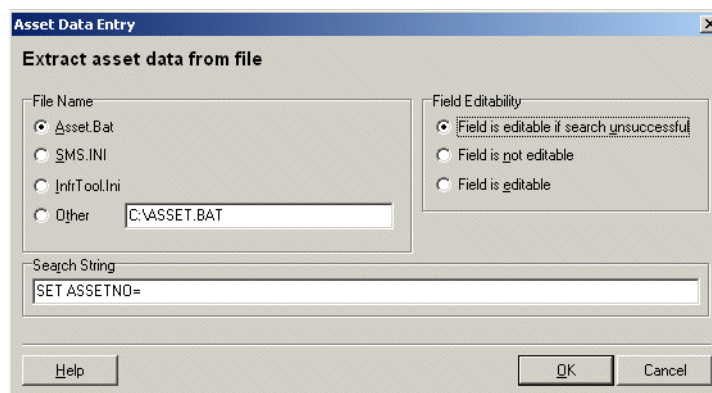 Asset Data Entry
Extract asset data from file
File Name
Asset.Bat
SMS.INI
InfrTool.Ini
Other C:\ASSET.BAT
Field Editability
Field is editable if search unsuccessful
Field is not editable
Field is editable
Search String
SET ASSETNO=
Help OK Cancel